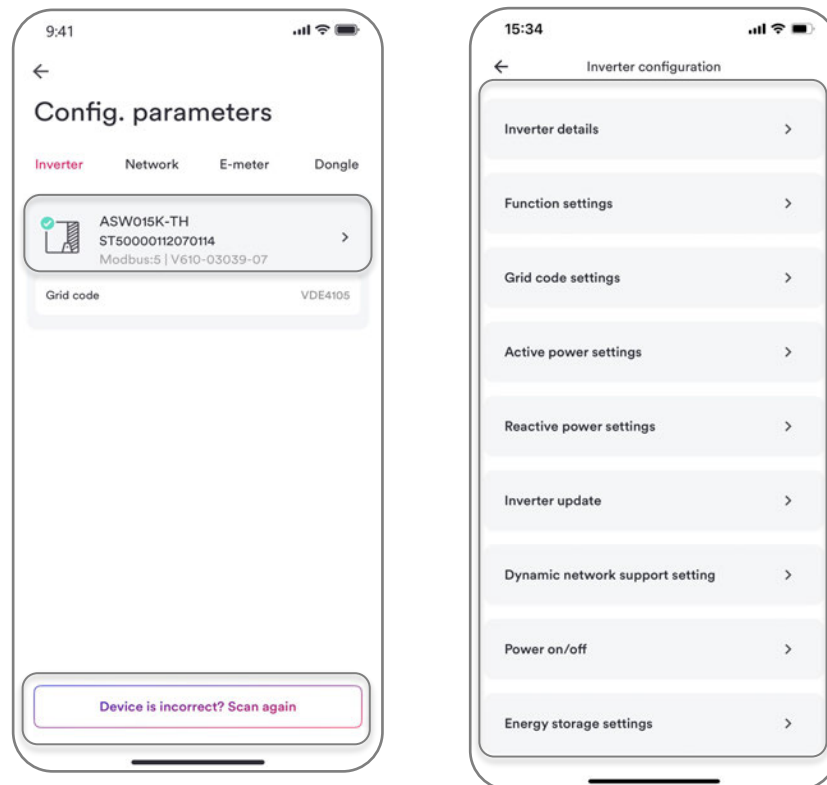 9:41
Config. parameters
Inverter Network E-meter Dongle
ASW015K-TH
ST50000112070114
Modbus:5 | V610-03039-07
Grid code VDE4105
Device is incorrect? Scan again
15:34
Inverter configuration
Inverter details
Function settings
Grid code settings
Active power settings
Reactive power settings
Inverter update
Dynamic network support setting
Power on/off
Energy storage settings